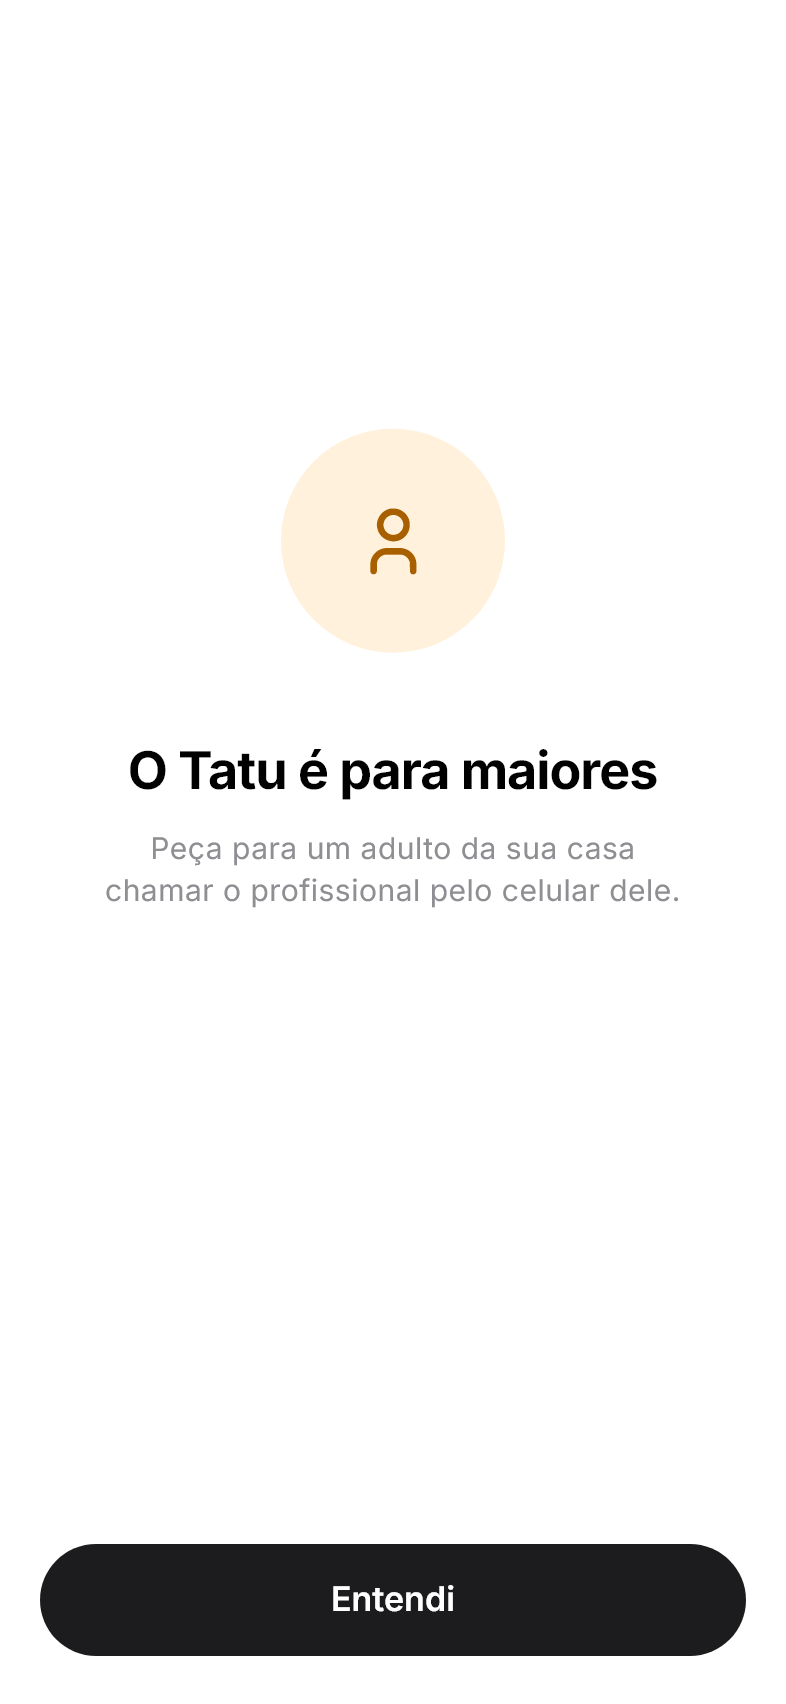 O Tatu é para maiores
Peça para um adulto da sua casa
chamar o profissional pelo celular dele.
Entendi